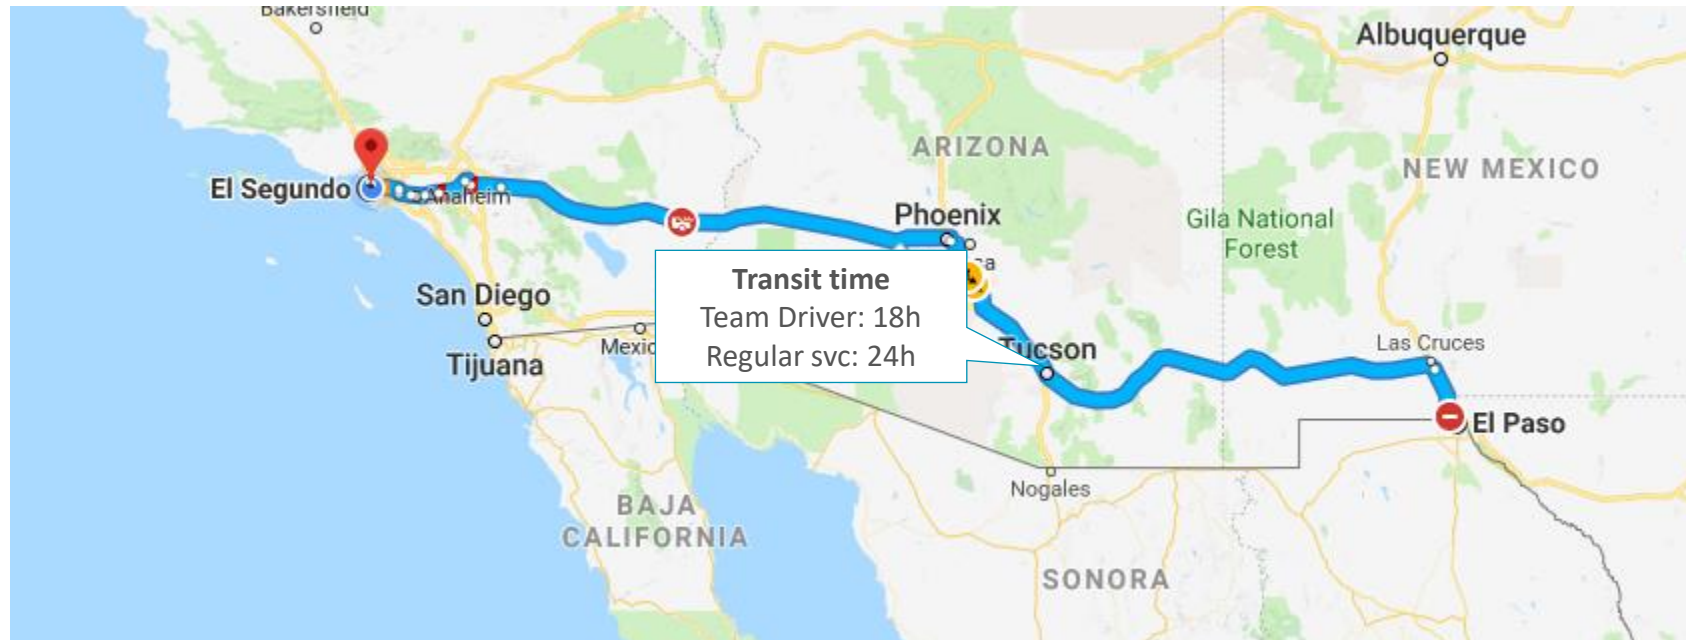 Bakersfield
Albuquerque
ARIZONA
NEW MEXICO
El Segundo
Anaheim
Phoenix
Gila National
Forest
Transit time
Team Driver: 18h
Regular svc: 24h
San Diego
Tijuana
Tucson
Las Cruces
El Paso
Nogales
BAJA
CALIFORNIA
SONORA